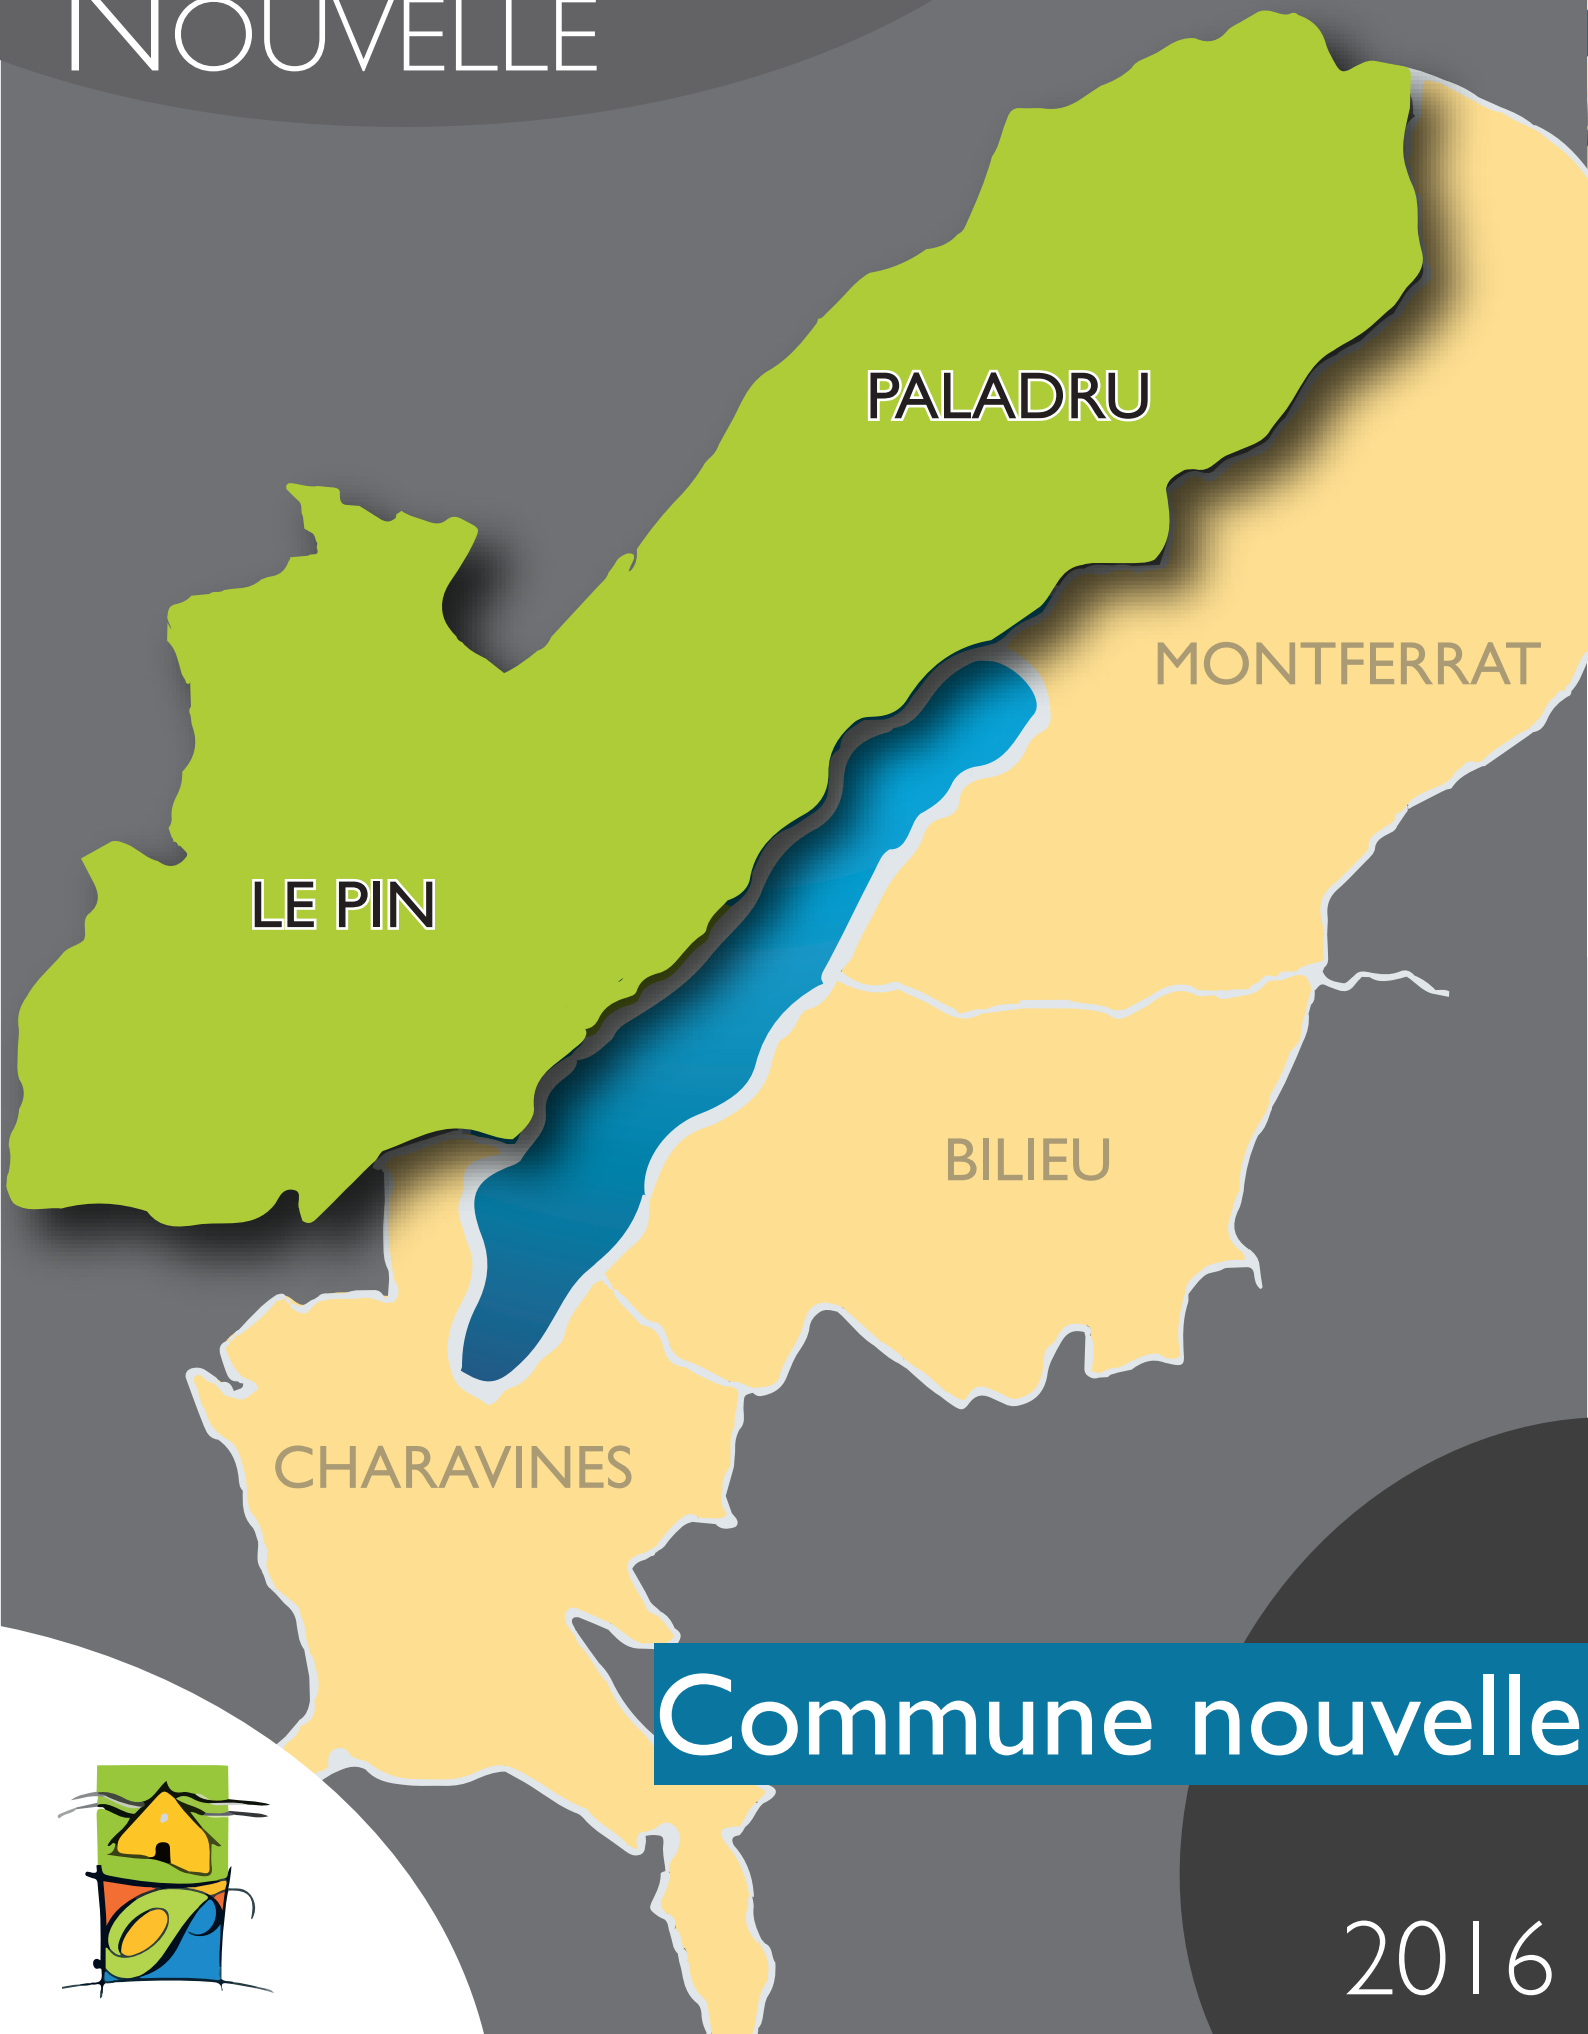 NOUVELLE
PALADRU
MONTFERRAT
LE PIN
BILIEU
CHARAVINES
Commune nouvelle
2016